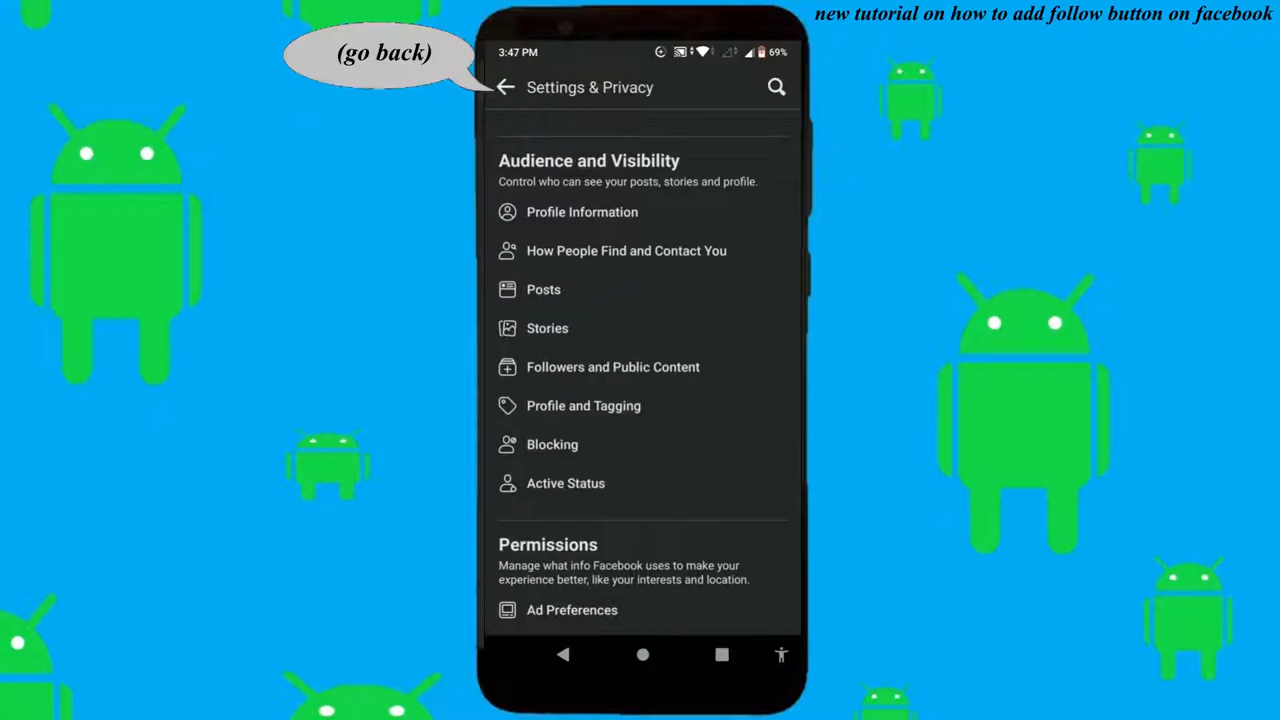 new tutorial on how to add follow button on facebook
(go back)
3:47 PM
69%
Settings & Privacy
Audience and Visibility
Control who can see your posts, stories and profile.
Profile Information
How People Find and Contact You
Posts
Stories
Followers and Public Content
Profile and Tagging
Blocking
Active Status
Permissions
Manage what info Facebook uses to make your
experience better, like your interests and location.
Ad Preferences